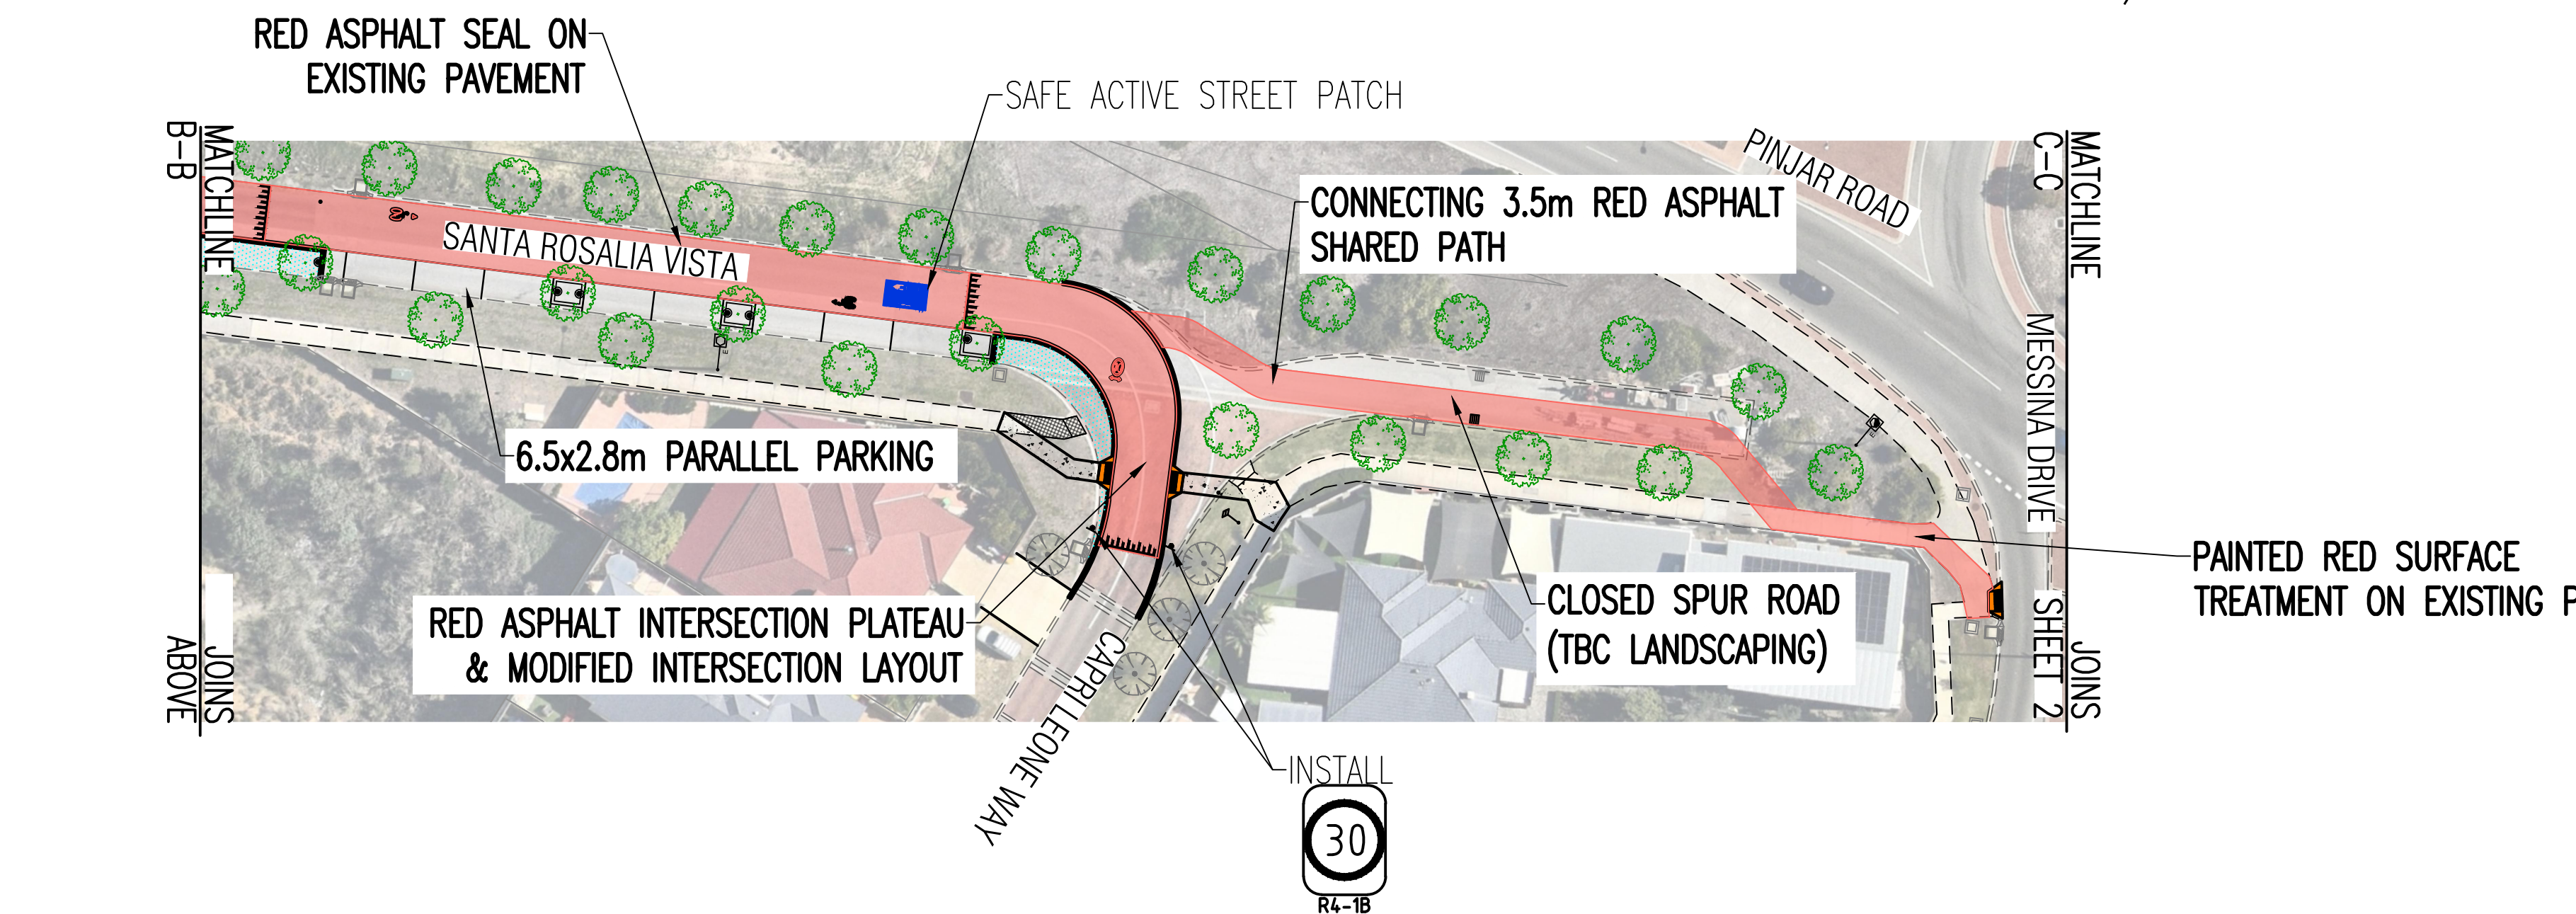 RED ASPHALT SEAL ON
EXISTING PAVEMENT
SAFE ACTIVE STREET PATCH
MATCHLINE
B-B
PINJAR ROAD
MATCHLINE
C-C
CONNECTING 3.5m RED ASPHALT
SHARED PATH
SANTA ROSALIA VISTA
MESSINA DRIVE
6.5x2.8m PARALLEL PARKING
PAINTED RED SURFACE
TREATMENT ON EXISTING
CLOSED SPUR ROAD
(TBC LANDSCAPING)
RED ASPHALT INTERSECTION PLATEAU
& MODIFIED INTERSECTION LAYOUT
JOINS
ABOVE
JOINS
SHEET 2
CAPRI LEONE WAY
INSTALL
30
R4-1B